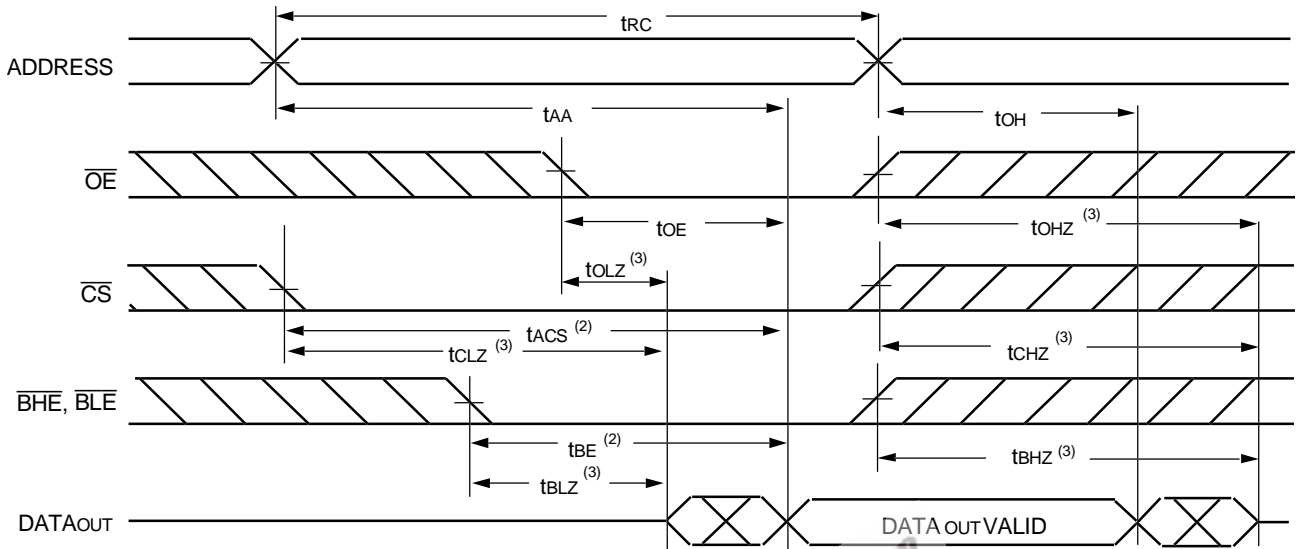 tRC
ADDRESS
tAA
tOH
OE
tOE
tOHZ (3)
tOLZ (3)
CS
tACS (2)
tCLZ (3)
tCHZ (3)
BHE, BLE
tBE (2)
tBHZ (3)
tBLZ (3)
DATAOUT
DATA OUT VALID